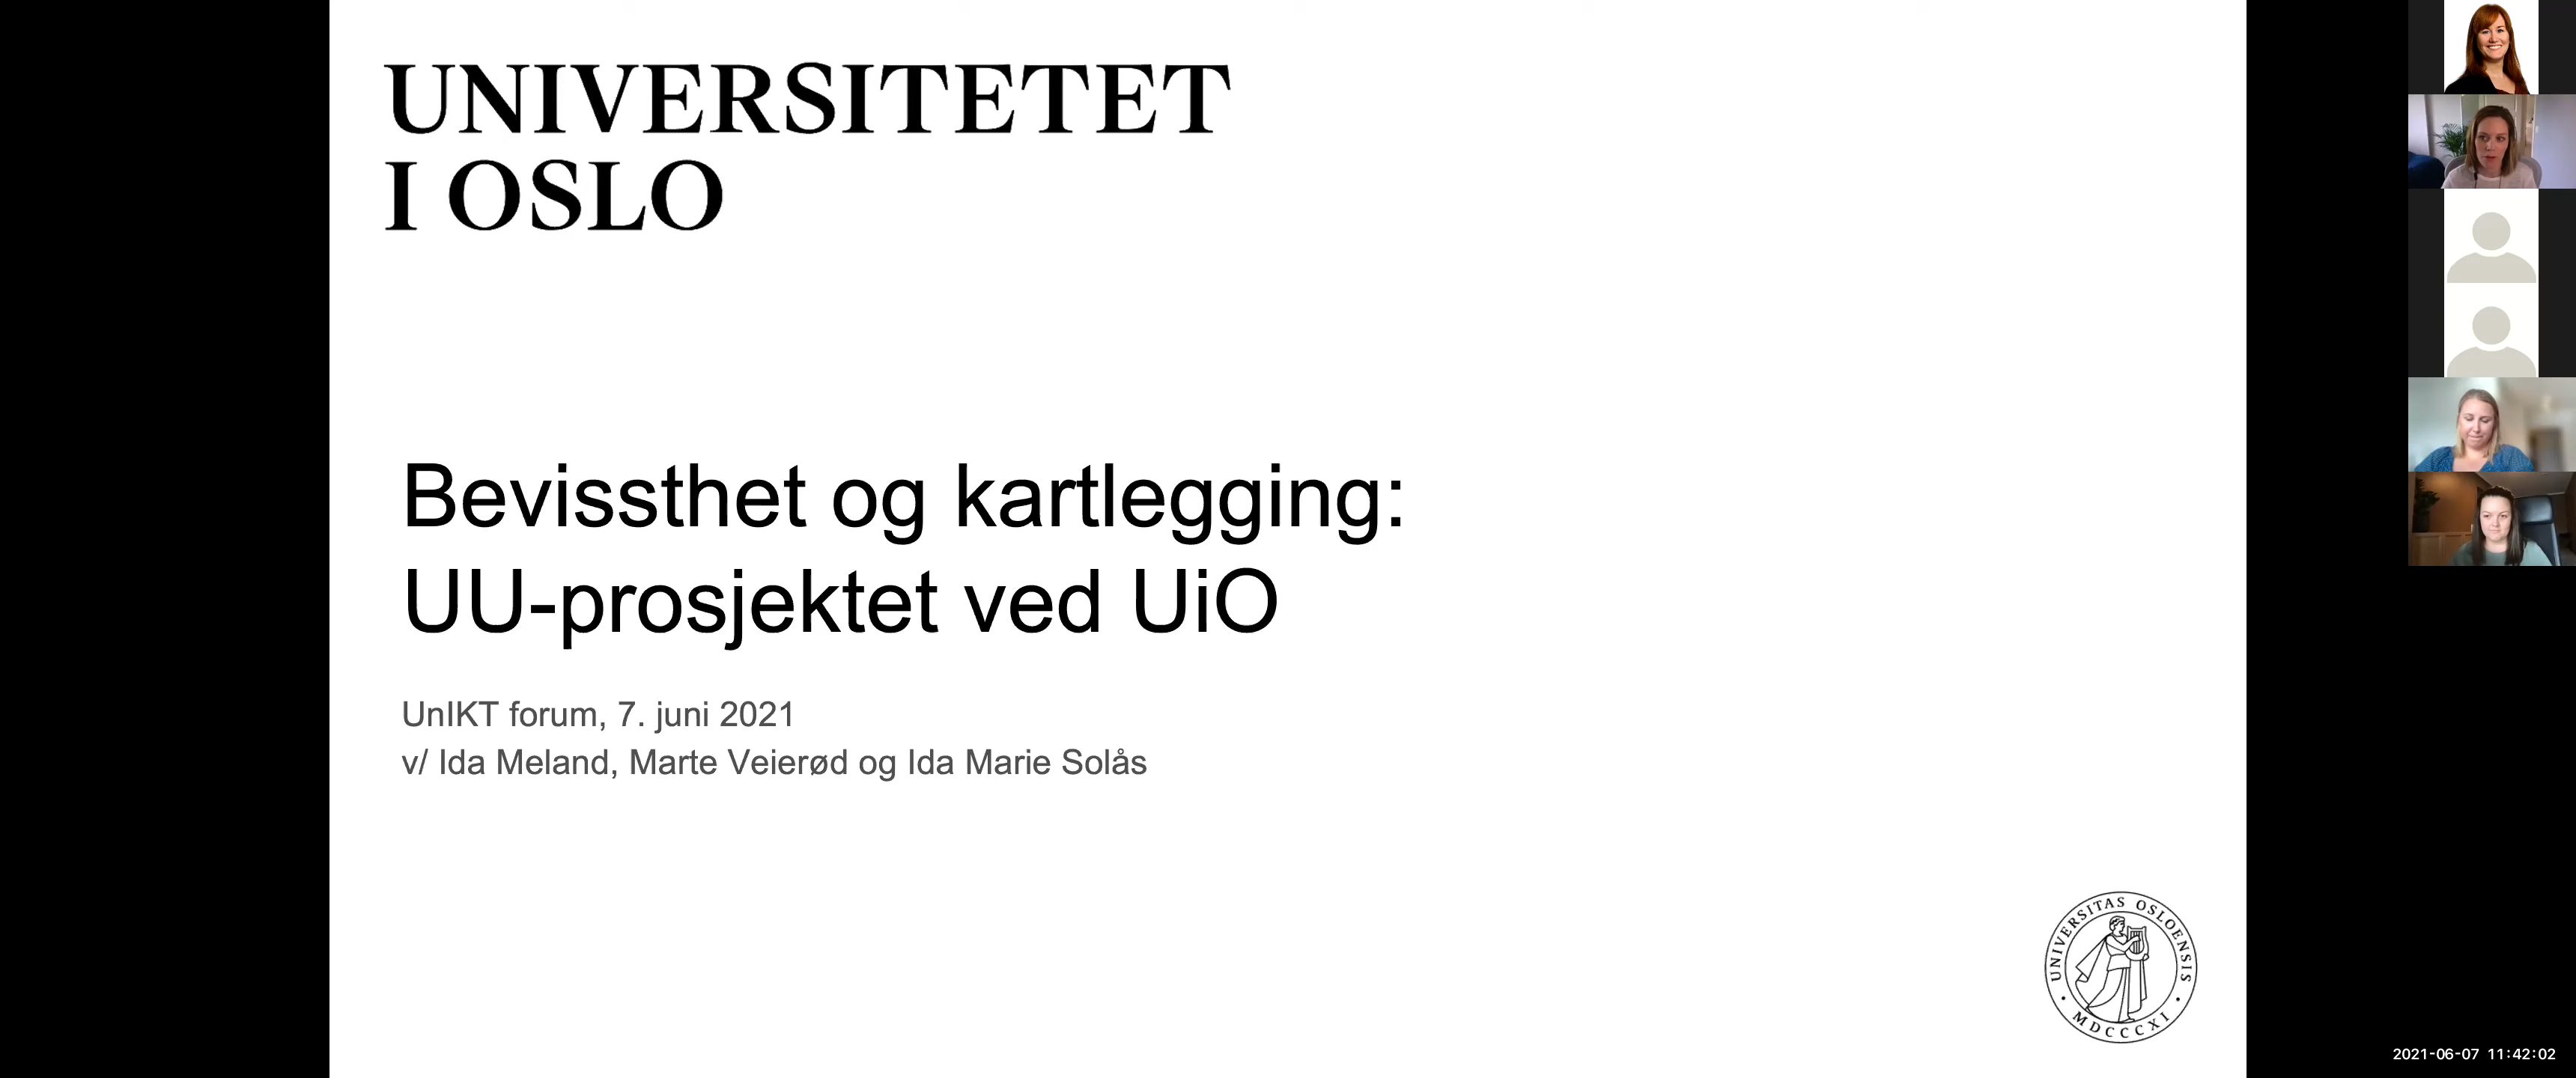 UNIVERSITETET
I OSLO
Bevissthet og kartlegging:
UU-prosjektet ved UiO
UnIKT forum, 7. juni 2021
v/ Ida Meland, Marte Veierød og Ida Marie Solås
UNIVERSITAS OSLOENSIS
MDCCCXI
2021-06-07 11:42:02